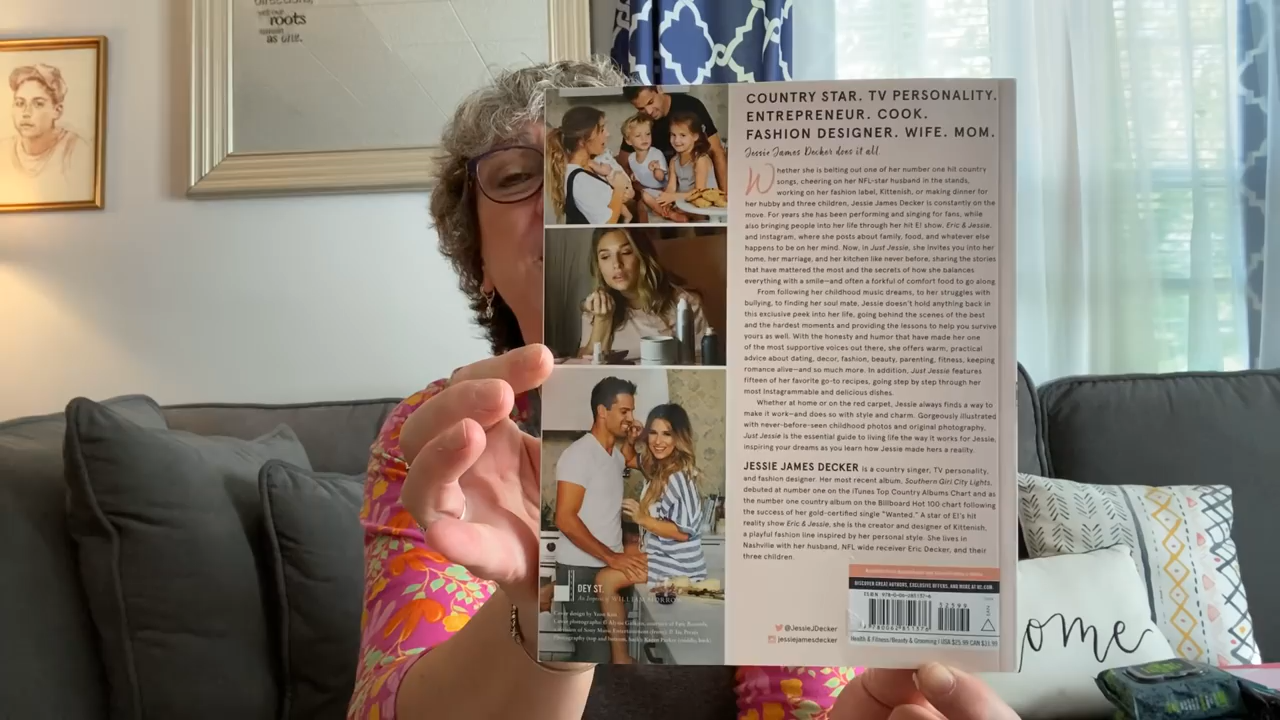 roots
as one.
COUNTRY STAR. TV PERSONALITY.
ENTREPRENEUR. COOK.
FASHION DESIGNER. WIFE. MOM.
Jessie James Decker does it all.
Whether she is belting out one of her number one hit country
songs, cheering on her NFL-star husband in the stands,
working on her fashion label, Kittenish, or making dinner for
her hubby and three children, Jessie James Decker is constantly on the
move. For years she has been performing and singing for fans, while
also bringing people into her life through her hit E! show, Eric & Jessie,
and Instagram, where she posts about family, food, and whatever else
happens to be on her mind. Now, in Just Jessie, she invites you into her
home, her marriage, and her kitchen like never before, sharing the stories
that have mattered the most and the secrets of how she balances
everything with a smile—and often a forkful of comfort food to go along
From following her childhood music dreams, to her struggles with
bullying, to finding her soul mate, Jessie doesn't hold anything back in
this exclusive peek into her life, going behind the scenes of the best
and the hardest moments and providing the lessons to help you survive
yours as well. With the honesty and humor that have made her one
of the most supportive voices out there, she offers warm, practical
advice about dating, decor, fashion, beauty, parenting, fitness, keeping
romance alive—and so much more. In addition, Just Jessie features
fifteen of her favorite go-to recipes, going step by step through her
most Instagrammable and delicious dishes.
Whether at home or on the red carpet, Jessie always finds a way to
make it work—and does so with style and charm. Gorgeously illustrated
with never-before-seen childhood photos and original photography,
Just Jessie is the essential guide to living life the way it works for Jessie,
inspiring your dreams as you learn how Jessie made hers a reality.
JESSIE JAMES DECKER is a country singer, TV personality,
and fashion designer. Her most recent album, Southern Girl City Lights,
debuted at number one on the iTunes Top Country Albums Chart and as
the number one country album on the Billboard Hot 100 chart following
the success of her gold-certified single "Wanted." A star of E!'s hit
reality show Eric & Jessie, she is the creator and designer of Kittenish,
a playful fashion line inspired by her personal style. She lives in
Nashville with her husband, NFL wide receiver Eric Decker, and their
three children.
DEY ST.
An Imprint of WILLIAM MORROW
DISCOVER GREAT AUTHORS, EXCLUSIVE OFFERS, AND MORE AT HC.COM
52599
@JessieJDecker
jessiejamesdecker
Health & Fitness/Beauty & Grooming | USA $25.99
ome